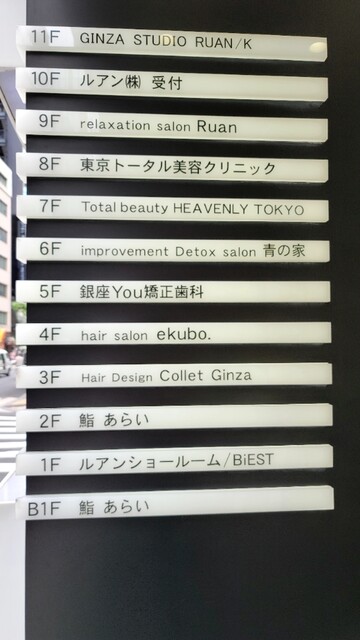 11F GINZA STUDIO RUAN/K
10F ルアン㈱ 受付
9F relaxation salon Ruan
8F 東京トータル美容クリニック
7F Total beauty HEAVENLY TOKYO
6F improvement Detox salon 青の家
5F 銀座You矯正歯科
4F hair salon ekubo.
3F Hair Design Collet Ginza
2F 鮨 あらい
1F ルアンショールーム/BiEST
B1F 鮨 あらい